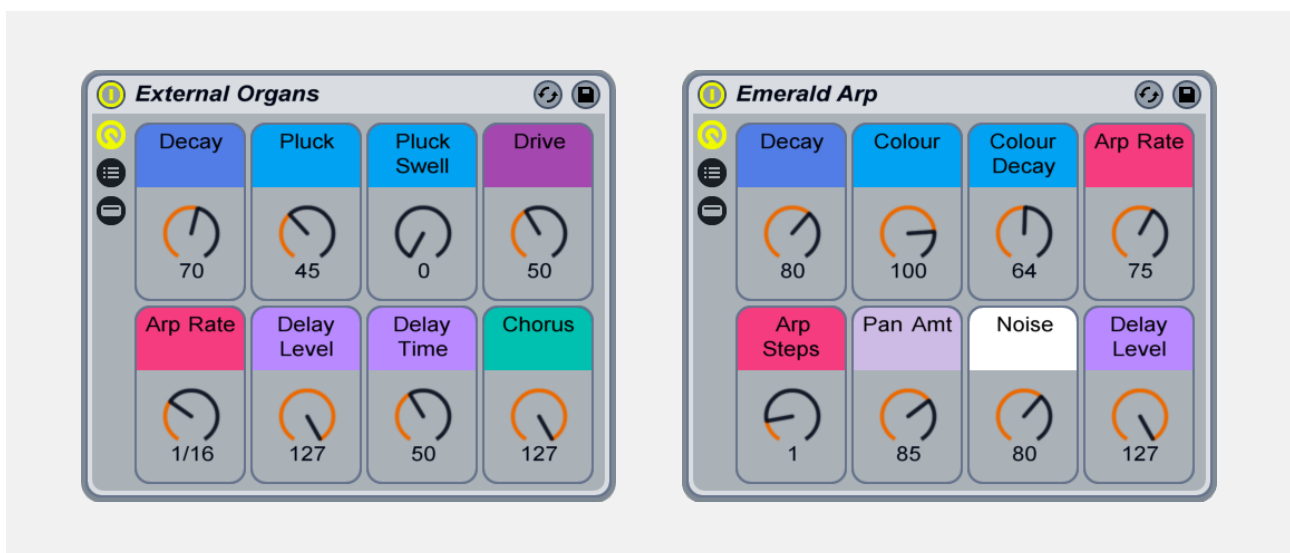 External Organs
Decay
Pluck
Pluck
Swell
Drive
70
45
0
50
Arp Rate
Delay
Level
Delay
Time
Chorus
1/16
127
50
127
Emerald Arp
Decay
Colour
Colour
Decay
Arp Rate
80
100
64
75
Arp
Steps
Pan Amt
Noise
Delay
Level
1
85
80
127